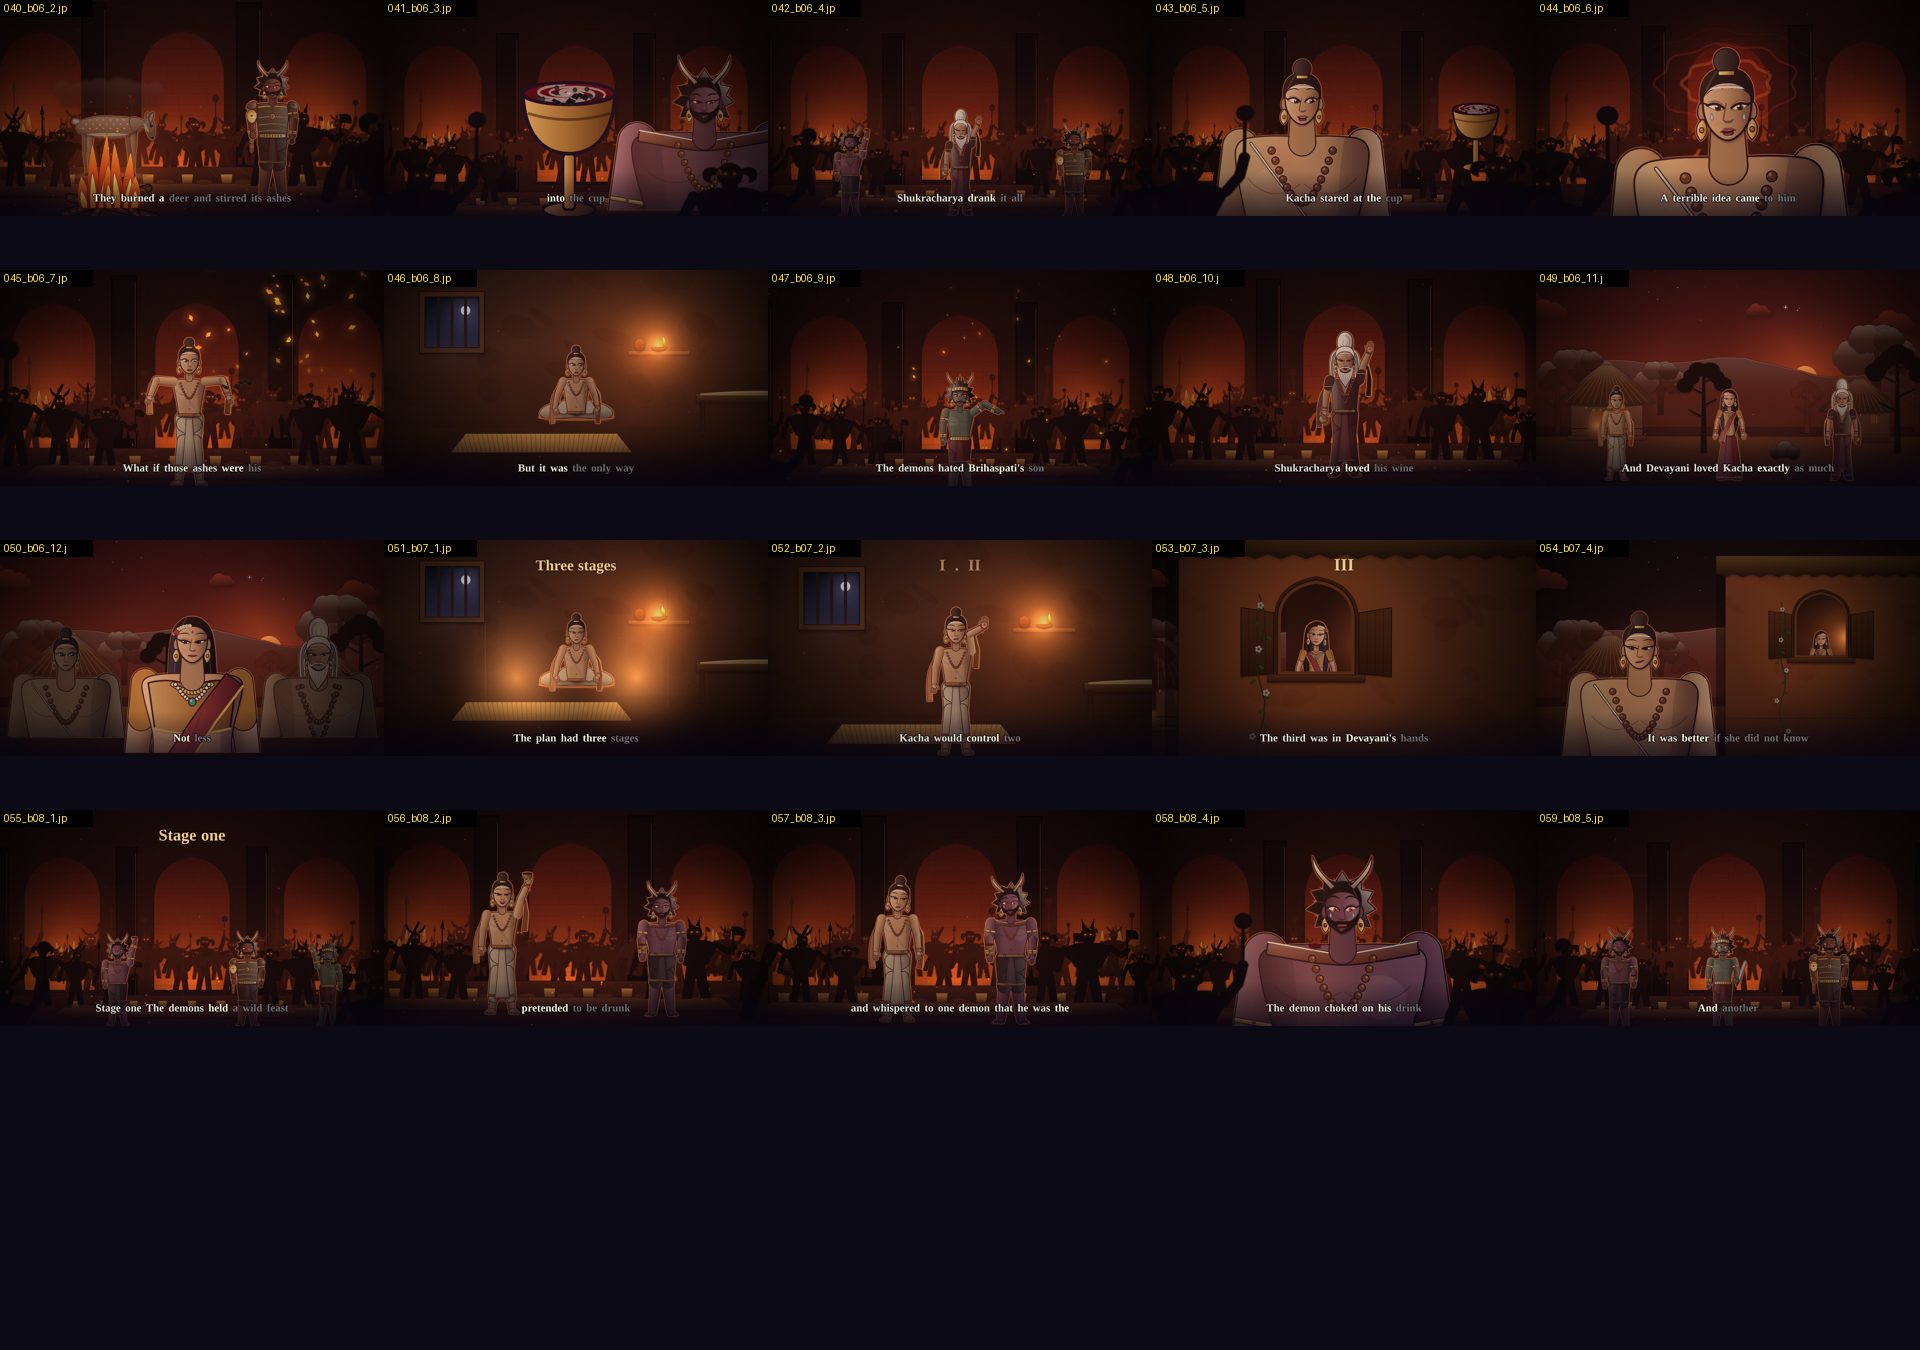 040_b06_2.jp
They burned a deer and stirred its ashes
041_b06_3.jp
into the cup
042_b06_4.jp
Shukracharya drank it all
043_b06_5.jp
Kacha stared at the cup
044_b06_6.jp
A terrible idea came to him
045_b06_7.jp
What if those ashes were his
046_b06_8.jp
But it was the only way
047_b06_9.jp
The demons hated Brihaspati's son
048_b06_10.j
Shukracharya loved his wine
049_b06_11.j
And Devayani loved Kacha exactly as much
050_b06_12.j
Not less
051_b07_1.jp
Three stages
The plan had three stages
052_b07_2.jp
I . II
Kacha would control two
053_b07_3.jp
III
The third was in Devayani's hands
054_b07_4.jp
It was better if she did not know
055_b08_1.jp
Stage one
Stage one The demons held a wild feast
056_b08_2.jp
pretended to be drunk
057_b08_3.jp
and whispered to one demon that he was the
058_b08_4.jp
The demon choked on his drink
059_b08_5.jp
And another